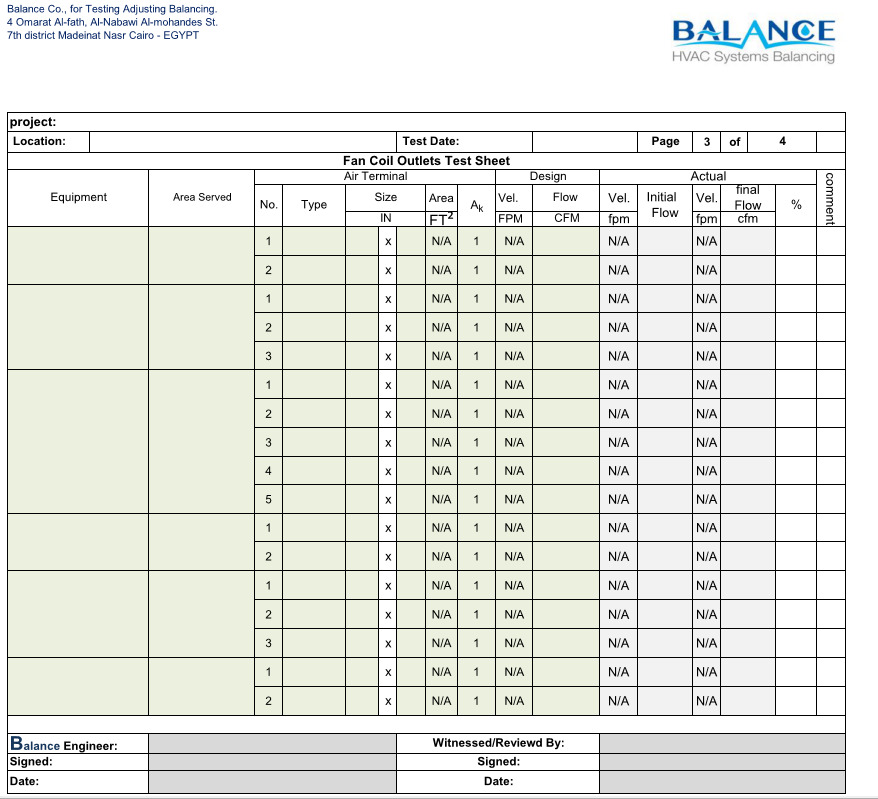 Balance Co., for Testing Adjusting Balancing.
4 Omarat Al-fath, Al-Nabawi Al-mohandes St.
7th district Madeinat Nasr Cairo - EGYPT
BALANCE
HVAC Systems Balancing
project:
Location: Test Date: Page 3 of 4
Fan Coil Outlets Test Sheet
Equipment Area Served Air Terminal Design Actual comment
No. Type Size Area Ak Vel. Flow Vel. Initial Flow Vel. final Flow %
IN FT² FPM CFM fpm fpm cfm
1 x N/A 1 N/A N/A N/A
2 x N/A 1 N/A N/A N/A
1 x N/A 1 N/A N/A N/A
2 x N/A 1 N/A N/A N/A
3 x N/A 1 N/A N/A N/A
1 x N/A 1 N/A N/A N/A
2 x N/A 1 N/A N/A N/A
3 x N/A 1 N/A N/A N/A
4 x N/A 1 N/A N/A N/A
5 x N/A 1 N/A N/A N/A
1 x N/A 1 N/A N/A N/A
2 x N/A 1 N/A N/A N/A
1 x N/A 1 N/A N/A N/A
2 x N/A 1 N/A N/A N/A
3 x N/A 1 N/A N/A N/A
1 x N/A 1 N/A N/A N/A
2 x N/A 1 N/A N/A N/A
Balance Engineer: Witnessed/Reviewd By:
Signed: Signed:
Date: Date: